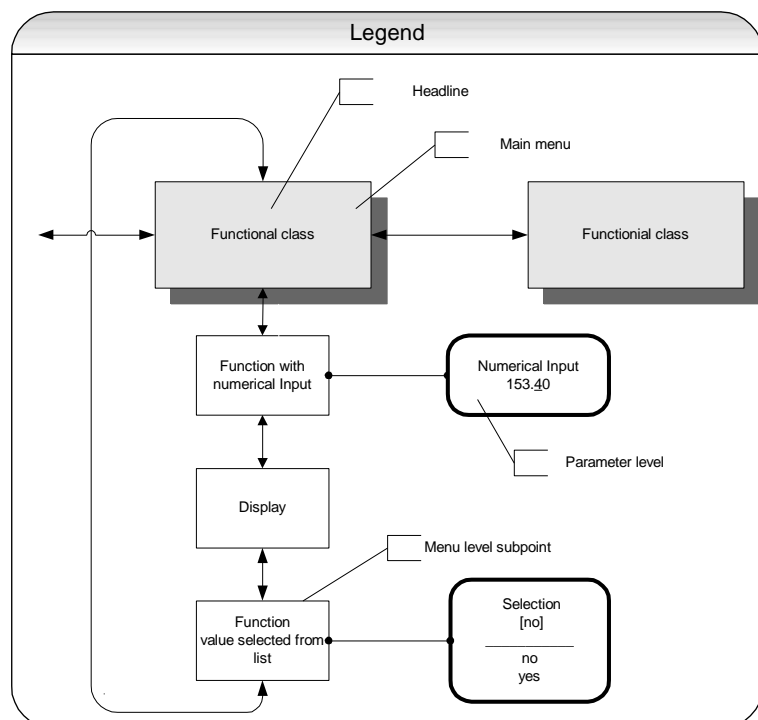 Legend
Headline
Main menu
Functional class
Functionial class
Function with
numerical Input
Numerical Input
153.40
Parameter level
Display
Menu level subpoint
Function
value selected from
list
Selection
[no]
no
yes